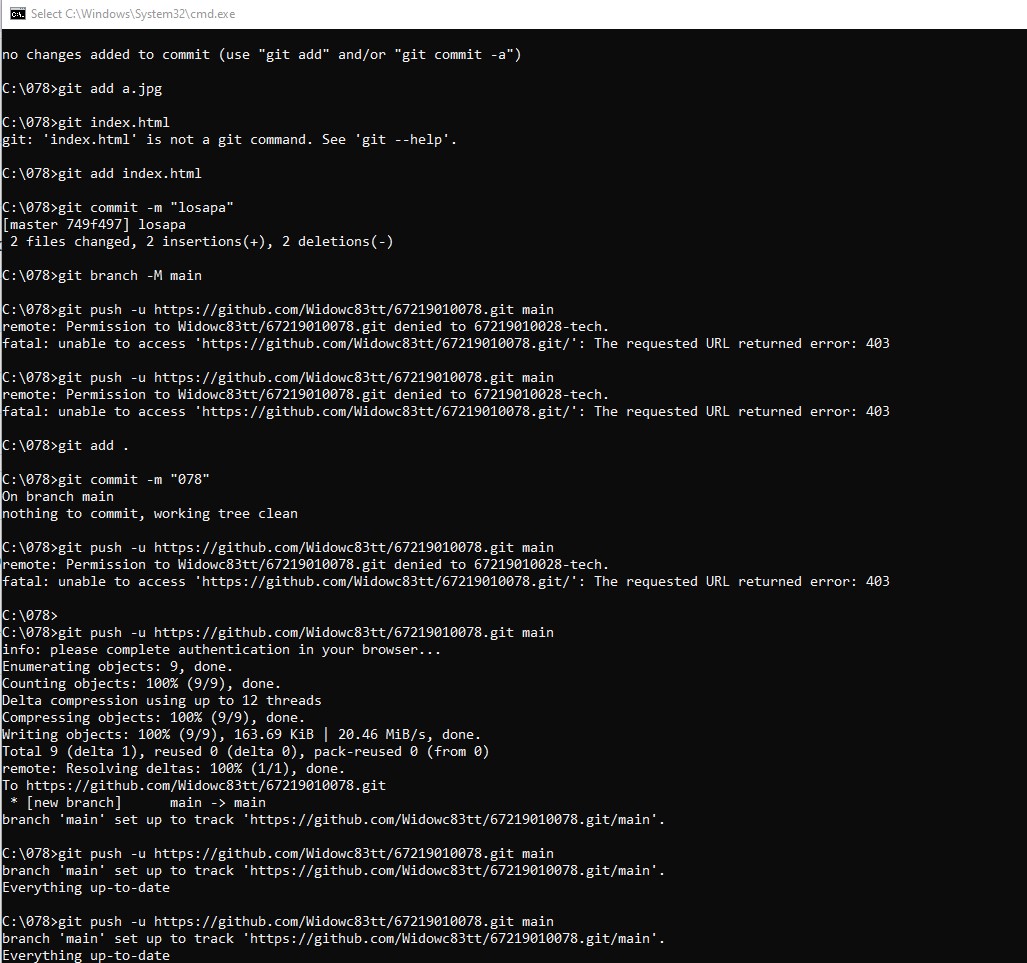 Select C:\Windows\System32\cmd.exe
no changes added to commit (use "git add" and/or "git commit -a")
C:\078>git add a.jpg
C:\078>git index.html
git: 'index.html' is not a git command. See 'git --help'.
C:\078>git add index.html
C:\078>git commit -m "losapa"
[master 749f497] losapa
2 files changed, 2 insertions(+), 2 deletions(-)
C:\078>git branch -M main
C:\078>git push -u https://github.com/Widowc83tt/67219010078.git main
remote: Permission to Widowc83tt/67219010078.git denied to 67219010028-tech.
fatal: unable to access 'https://github.com/Widowc83tt/67219010078.git/': The requested URL returned error: 403
C:\078>git push -u https://github.com/Widowc83tt/67219010078.git main
remote: Permission to Widowc83tt/67219010078.git denied to 67219010028-tech.
fatal: unable to access 'https://github.com/Widowc83tt/67219010078.git/': The requested URL returned error: 403
C:\078>git add .
C:\078>git commit -m "078"
On branch main
nothing to commit, working tree clean
C:\078>git push -u https://github.com/Widowc83tt/67219010078.git main
remote: Permission to Widowc83tt/67219010078.git denied to 67219010028-tech.
fatal: unable to access 'https://github.com/Widowc83tt/67219010078.git/': The requested URL returned error: 403
C:\078>
C:\078>git push -u https://github.com/Widowc83tt/67219010078.git main
info: please complete authentication in your browser...
Enumerating objects: 9, done.
Counting objects: 100% (9/9), done.
Delta compression using up to 12 threads
Compressing objects: 100% (9/9), done.
Writing objects: 100% (9/9), 163.69 KiB | 20.46 MiB/s, done.
Total 9 (delta 1), reused 0 (delta 0), pack-reused 0 (from 0)
remote: Resolving deltas: 100% (1/1), done.
To https://github.com/Widowc83tt/67219010078.git
* [new branch]      main -> main
branch 'main' set up to track 'https://github.com/Widowc83tt/67219010078.git/main'.
C:\078>git push -u https://github.com/Widowc83tt/67219010078.git main
branch 'main' set up to track 'https://github.com/Widowc83tt/67219010078.git/main'.
Everything up-to-date
C:\078>git push -u https://github.com/Widowc83tt/67219010078.git main
branch 'main' set up to track 'https://github.com/Widowc83tt/67219010078.git/main'.
Everything up-to-date